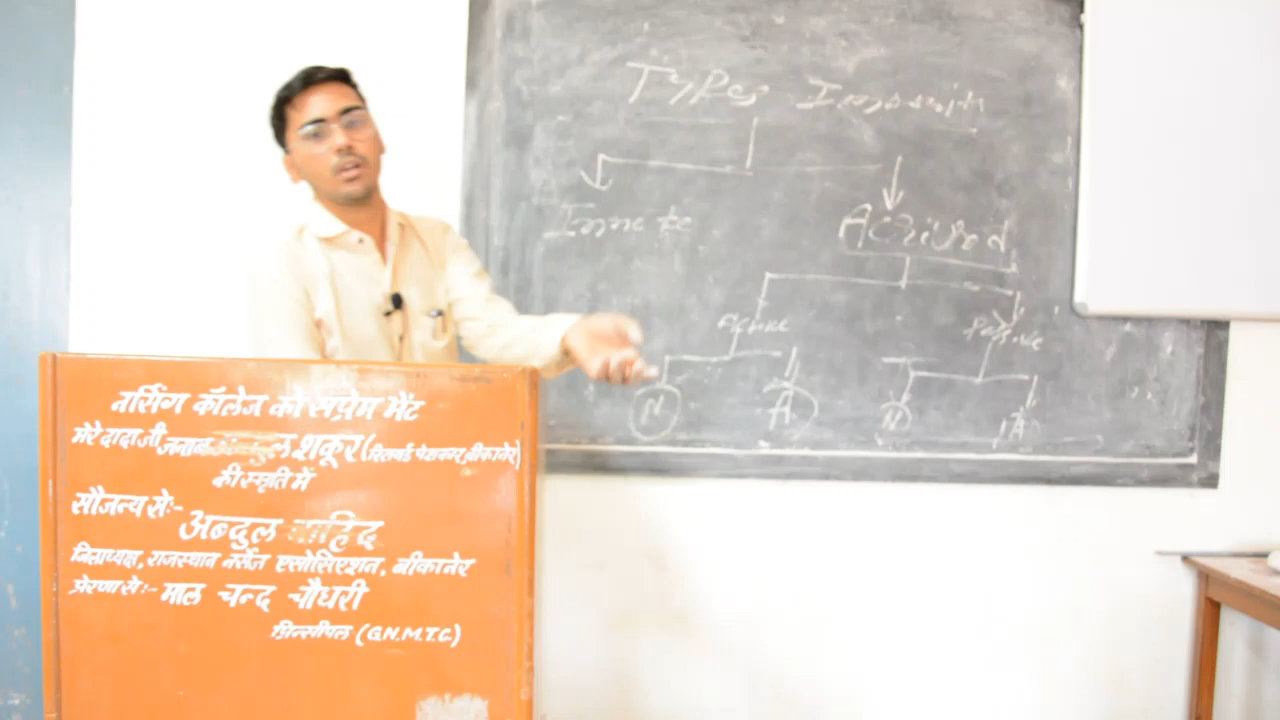 Types Immunity
Innate
Acrived
Active
Passive
N
A
N
A
नर्सिंग कॉलेज को सप्रेम भेंट
मेरे दादाजी जनाब शकूर (रिटायर्ड पेशकार, बीकानेर)
की स्मृति में
सौजन्य से:-
अब्दुल वाहिद
जिलाध्यक्ष, राजस्थान नर्सेज एसोसिएशन, बीकानेर
प्रेरणा से:- माल चन्द चौधरी
प्रिन्सीपल (G.N.M.T.C.)